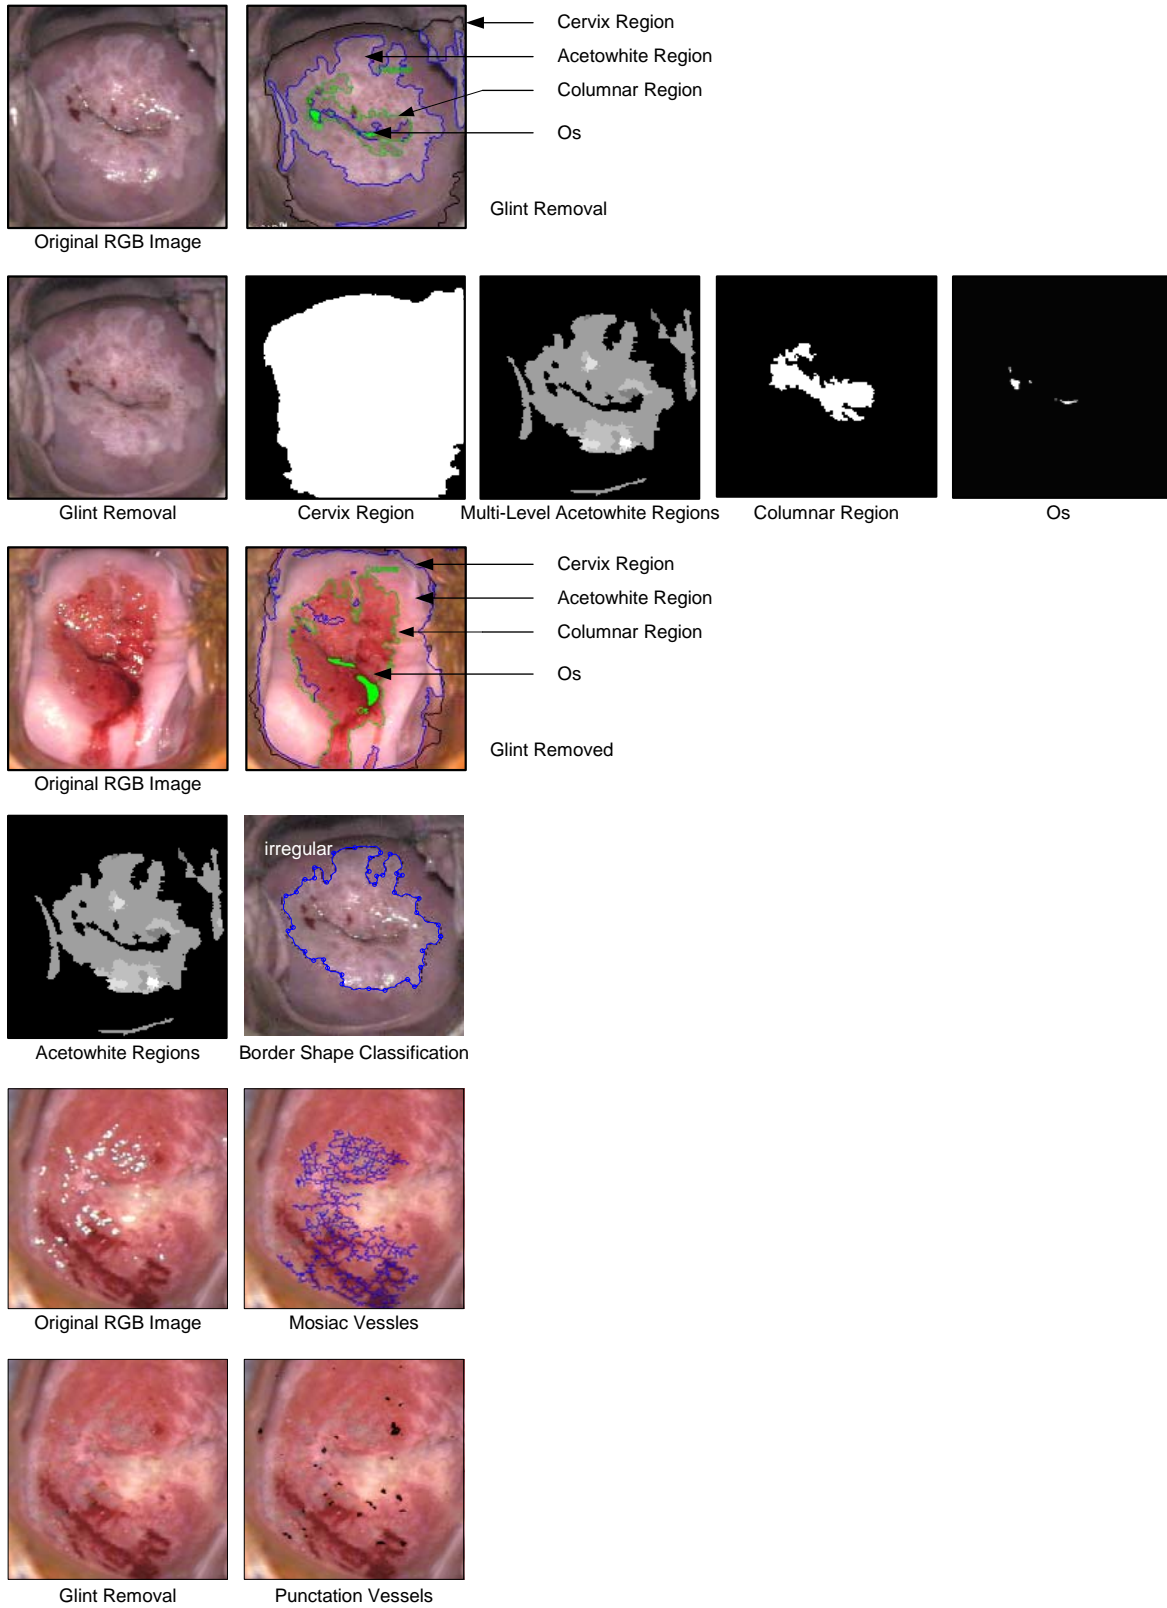 Cervix Region
Acetowhite Region
Columnar Region
Os
Glint Removal
Original RGB Image
Glint Removal
Cervix Region
Multi-Level Acetowhite Regions
Columnar Region
Os
Columnar
Os
Cervix Region
Acetowhite Region
Columnar Region
Os
Glint Removed
Original RGB Image
irregular
Acetowhite Regions
Border Shape Classification
Original RGB Image
Mosiac Vessles
Glint Removal
Punctation Vessels